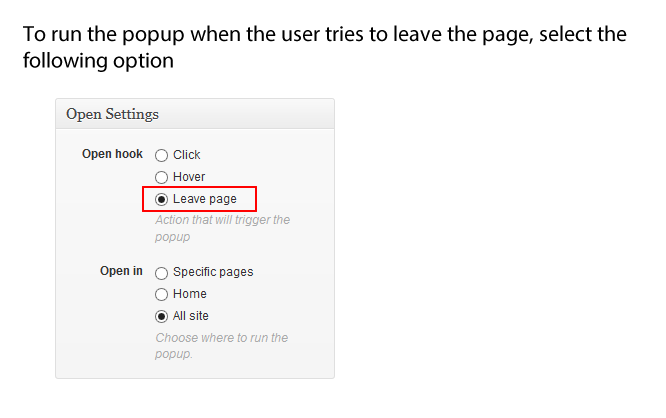 To run the popup when the user tries to leave the page, select the
following option
Open Settings
Open hook Click
Hover
Leave page
Action that will trigger the
popup
Open in Specific pages
Home
All site
Choose where to run the
popup.